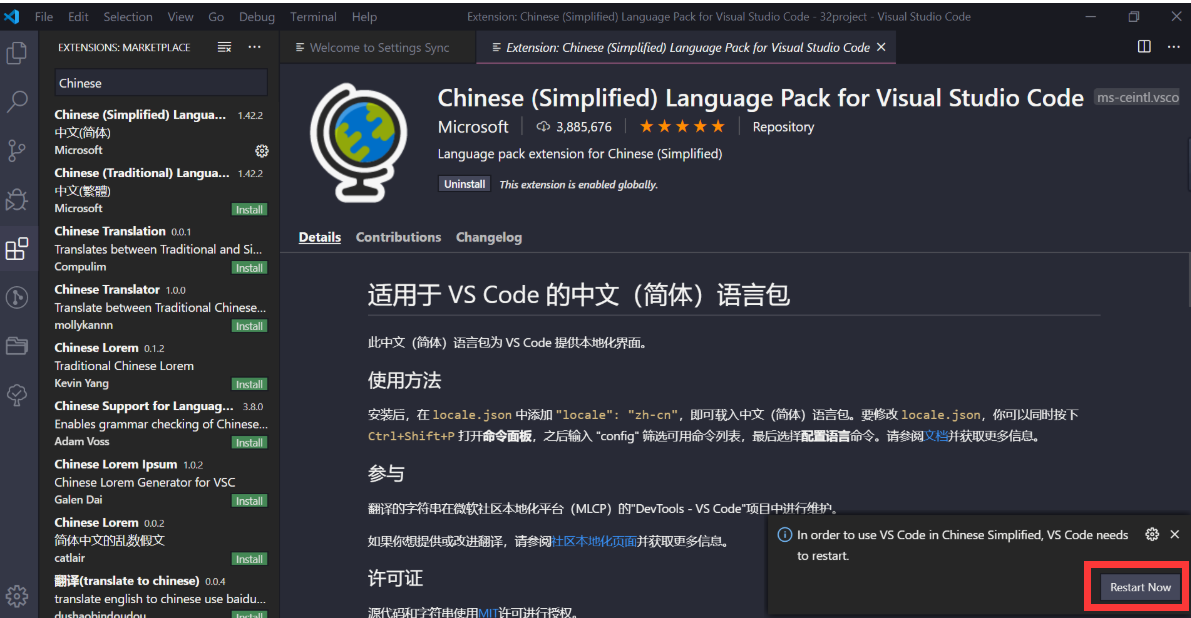 File Edit Selection View Go Debug Terminal Help
Extension: Chinese (Simplified) Language Pack for Visual Studio Code - 32project - Visual Studio Code
EXTENSIONS: MARKETPLACE
Welcome to Settings Sync
Extension: Chinese (Simplified) Language Pack for Visual Studio Code
Chinese
Chinese (Simplified) Langua... 1.42.2
中文(简体)
Microsoft
Chinese (Traditional) Langua... 1.42.2
中文(繁體)
Microsoft Install
Chinese Translation 0.0.1
Translates between Traditional and Si...
Compulim Install
Chinese Translator 1.0.0
Translate between Traditional Chinese...
mollykannn Install
Chinese Lorem 0.1.2
Traditional Chinese Lorem
Kevin Yang Install
Chinese Support for Languag... 3.8.0
Enables grammar checking of Chinese...
Adam Voss Install
Chinese Lorem Ipsum 1.0.2
Chinese Lorem Generator for VSC
Galen Dai Install
Chinese Lorem 0.0.2
简体中文的乱数假文
catlair Install
翻译(translate to chinese) 0.0.4
translate english to chinese use baidu...
dushaobindoudou Install
Chinese (Simplified) Language Pack for Visual Studio Code ms-ceintl.vsco
Microsoft 3,885,676 Repository
Language pack extension for Chinese (Simplified)
Uninstall This extension is enabled globally.
Details Contributions Changelog
适用于 VS Code 的中文（简体）语言包
此中文（简体）语言包为 VS Code 提供本地化界面。
使用方法
安装后，在 locale.json 中添加 "locale": "zh-cn"，即可载入中文（简体）语言包。要修改 locale.json，你可以同时按下
Ctrl+Shift+P 打开命令面板，之后输入 "config" 筛选可用命令列表，最后选择配置语言命令。请参阅文档并获取更多信息。
参与
翻译的字符串在微软社区本地化平台（MLCP）的"DevTools - VS Code"项目中进行维护。
如果你想提供或改进翻译，请参阅社区本地化页面并获取更多信息。
许可证
源代码和字符串使用MIT许可进行授权。
In order to use VS Code in Chinese Simplified, VS Code needs
to restart.
Restart Now